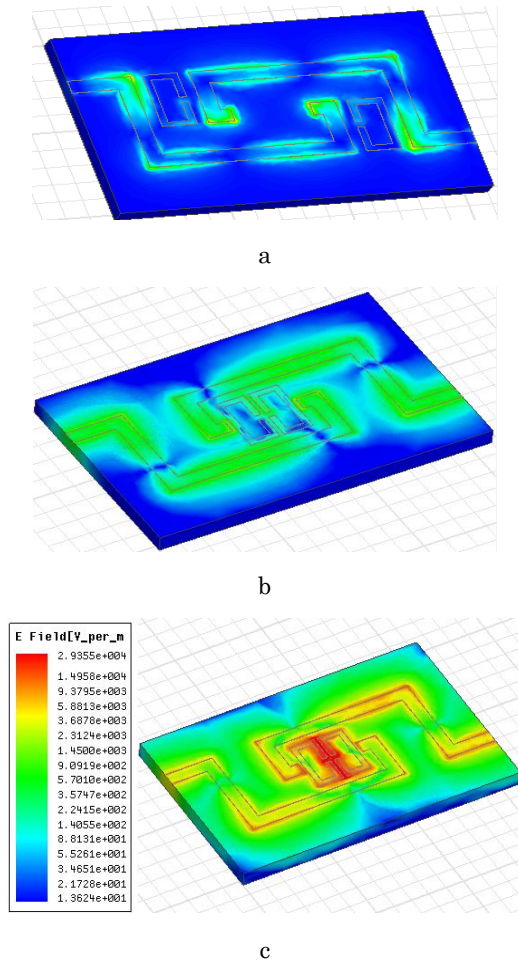 a
b
E Field[V_per_m
2.9355e+004
1.4958e+004
9.3795e+003
5.8813e+003
3.6878e+003
2.3124e+003
1.4500e+003
9.0919e+002
5.7010e+002
3.5747e+002
2.2415e+002
1.4055e+002
8.8131e+001
5.5261e+001
3.4651e+001
2.1728e+001
1.3624e+001
c